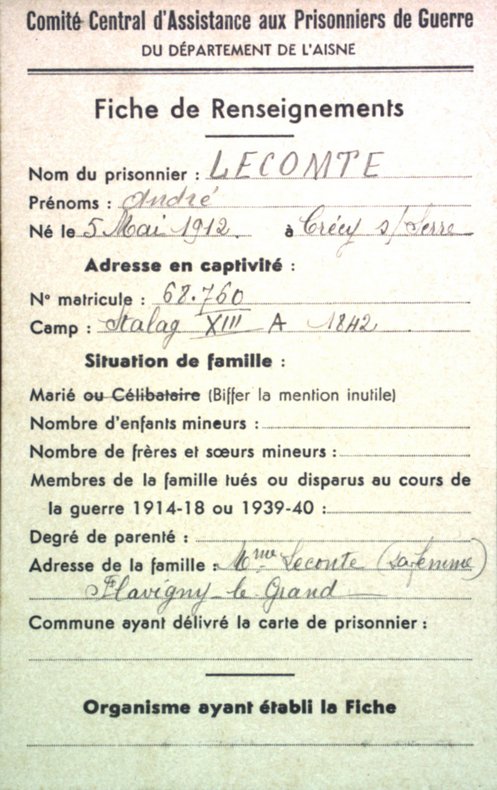 Comité Central d'Assistance aux Prisonniers de Guerre
DU DÉPARTEMENT DE L'AISNE
Fiche de Renseignements
Nom du prisonnier : LECOMTE
Prénoms : André
Né le 5 Mai 1912. à Crécy s/Serre
Adresse en captivité :
N° matricule : 68.760
Camp : Stalag XIII A 1842
Situation de famille :
Marié ou Célibataire (Biffer la mention inutile)
Nombre d'enfants mineurs :
Nombre de frères et sœurs mineurs :
Membres de la famille tués ou disparus au cours de
la guerre 1914-18 ou 1939-40 :
Degré de parenté :
Adresse de la famille : Mme Leconte (sa femme)
Flavigny-le-Grand
Commune ayant délivré la carte de prisonnier :
Organisme ayant établi la Fiche